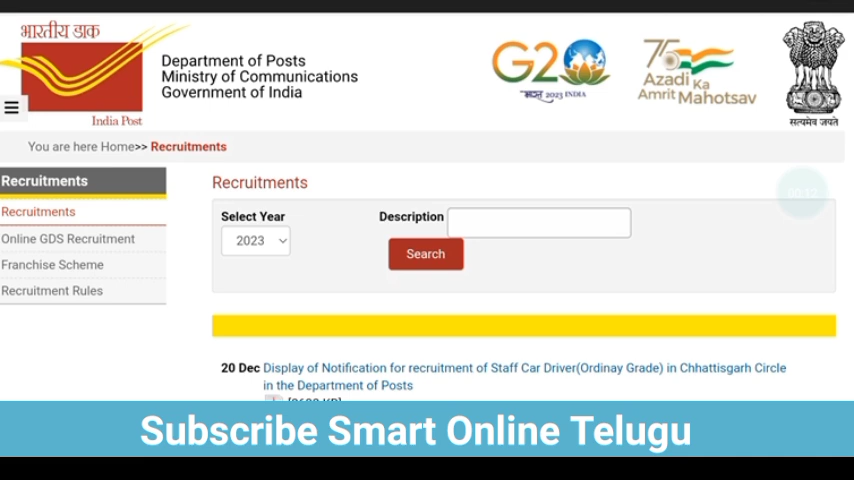 भारतीय डाक
India Post
Department of Posts
Ministry of Communications
Government of India
G20
भारत 2023 INDIA
75
Azadi Ka
Amrit Mahotsav
सत्यमेव जयते
You are here Home>> Recruitments
Recruitments
Recruitments
Online GDS Recruitment
Franchise Scheme
Recruitment Rules
Recruitments
Select Year
Description
2023
Search
00:12
20 Dec Display of Notification for recruitment of Staff Car Driver(Ordinay Grade) in Chhattisgarh Circle
in the Department of Posts
Subscribe Smart Online Telugu